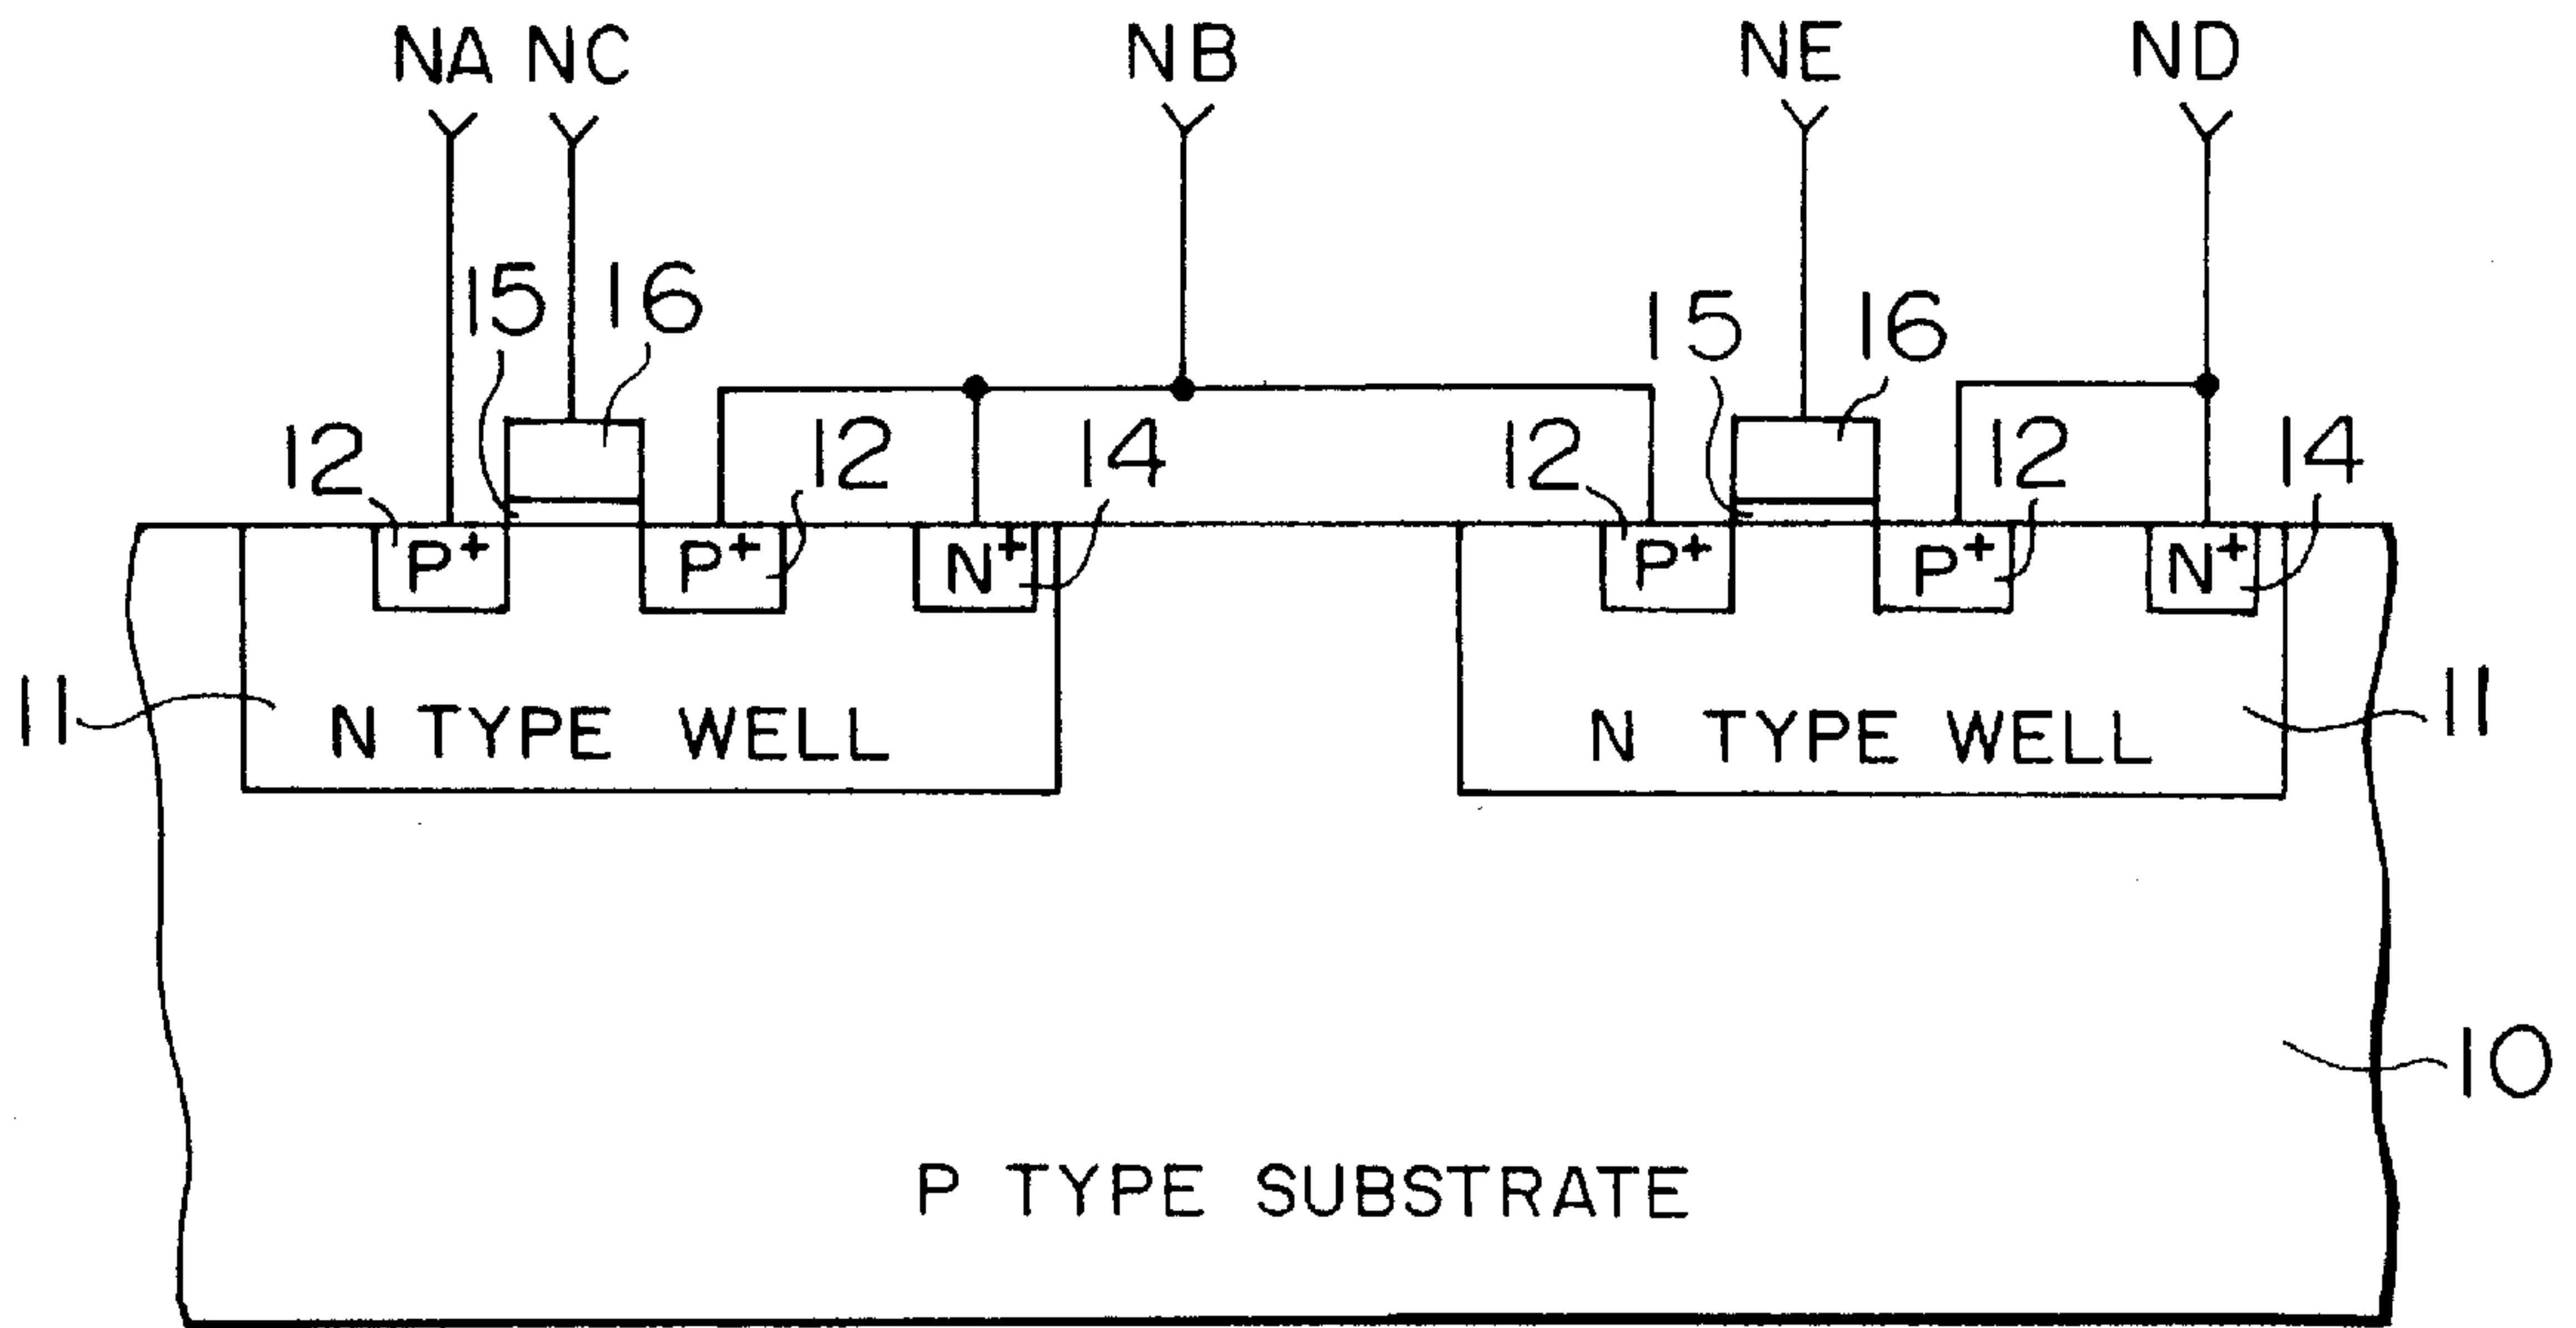 NA NC NB NE ND
15 16 15 16
12 12 14 12 12 14
P+ P+ N+ P+ P+ N+
11 N TYPE WELL N TYPE WELL 11
10
P TYPE SUBSTRATE